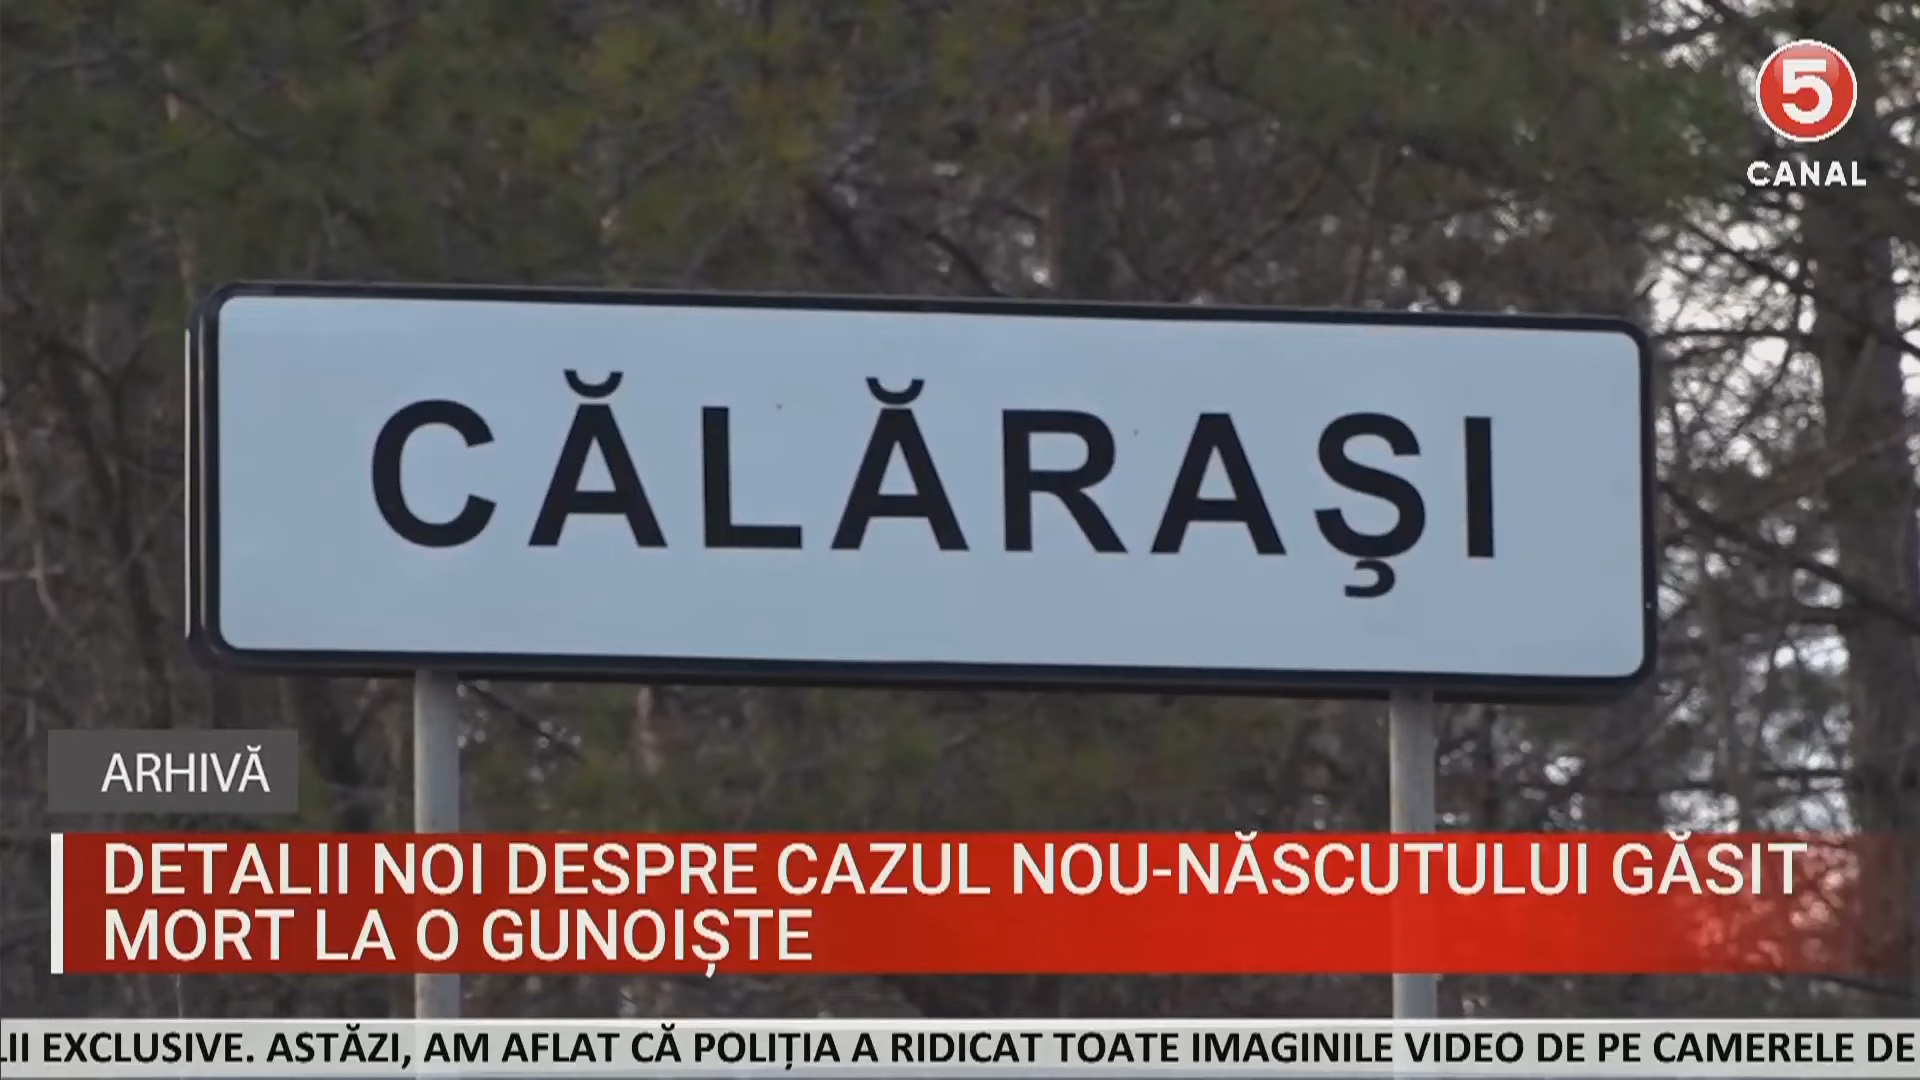 5
CANAL
CĂLĂRAŞI
ARHIVĂ
DETALII NOI DESPRE CAZUL NOU-NĂSCUTULUI GĂSIT
MORT LA O GUNOIȘTE
EXCLUSIVE. ASTĂZI, AM AFLAT CĂ POLIȚIA A RIDICAT TOATE IMAGINILE VIDEO DE PE CAMERELE DE